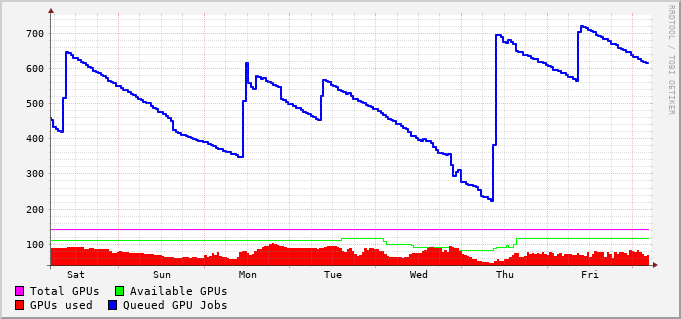 RRDTOOL / TOBI OETIKER
700
600
500
400
300
200
100
Sat Sun Mon Tue Wed Thu Fri
Total GPUs Available GPUs
GPUs used Queued GPU Jobs